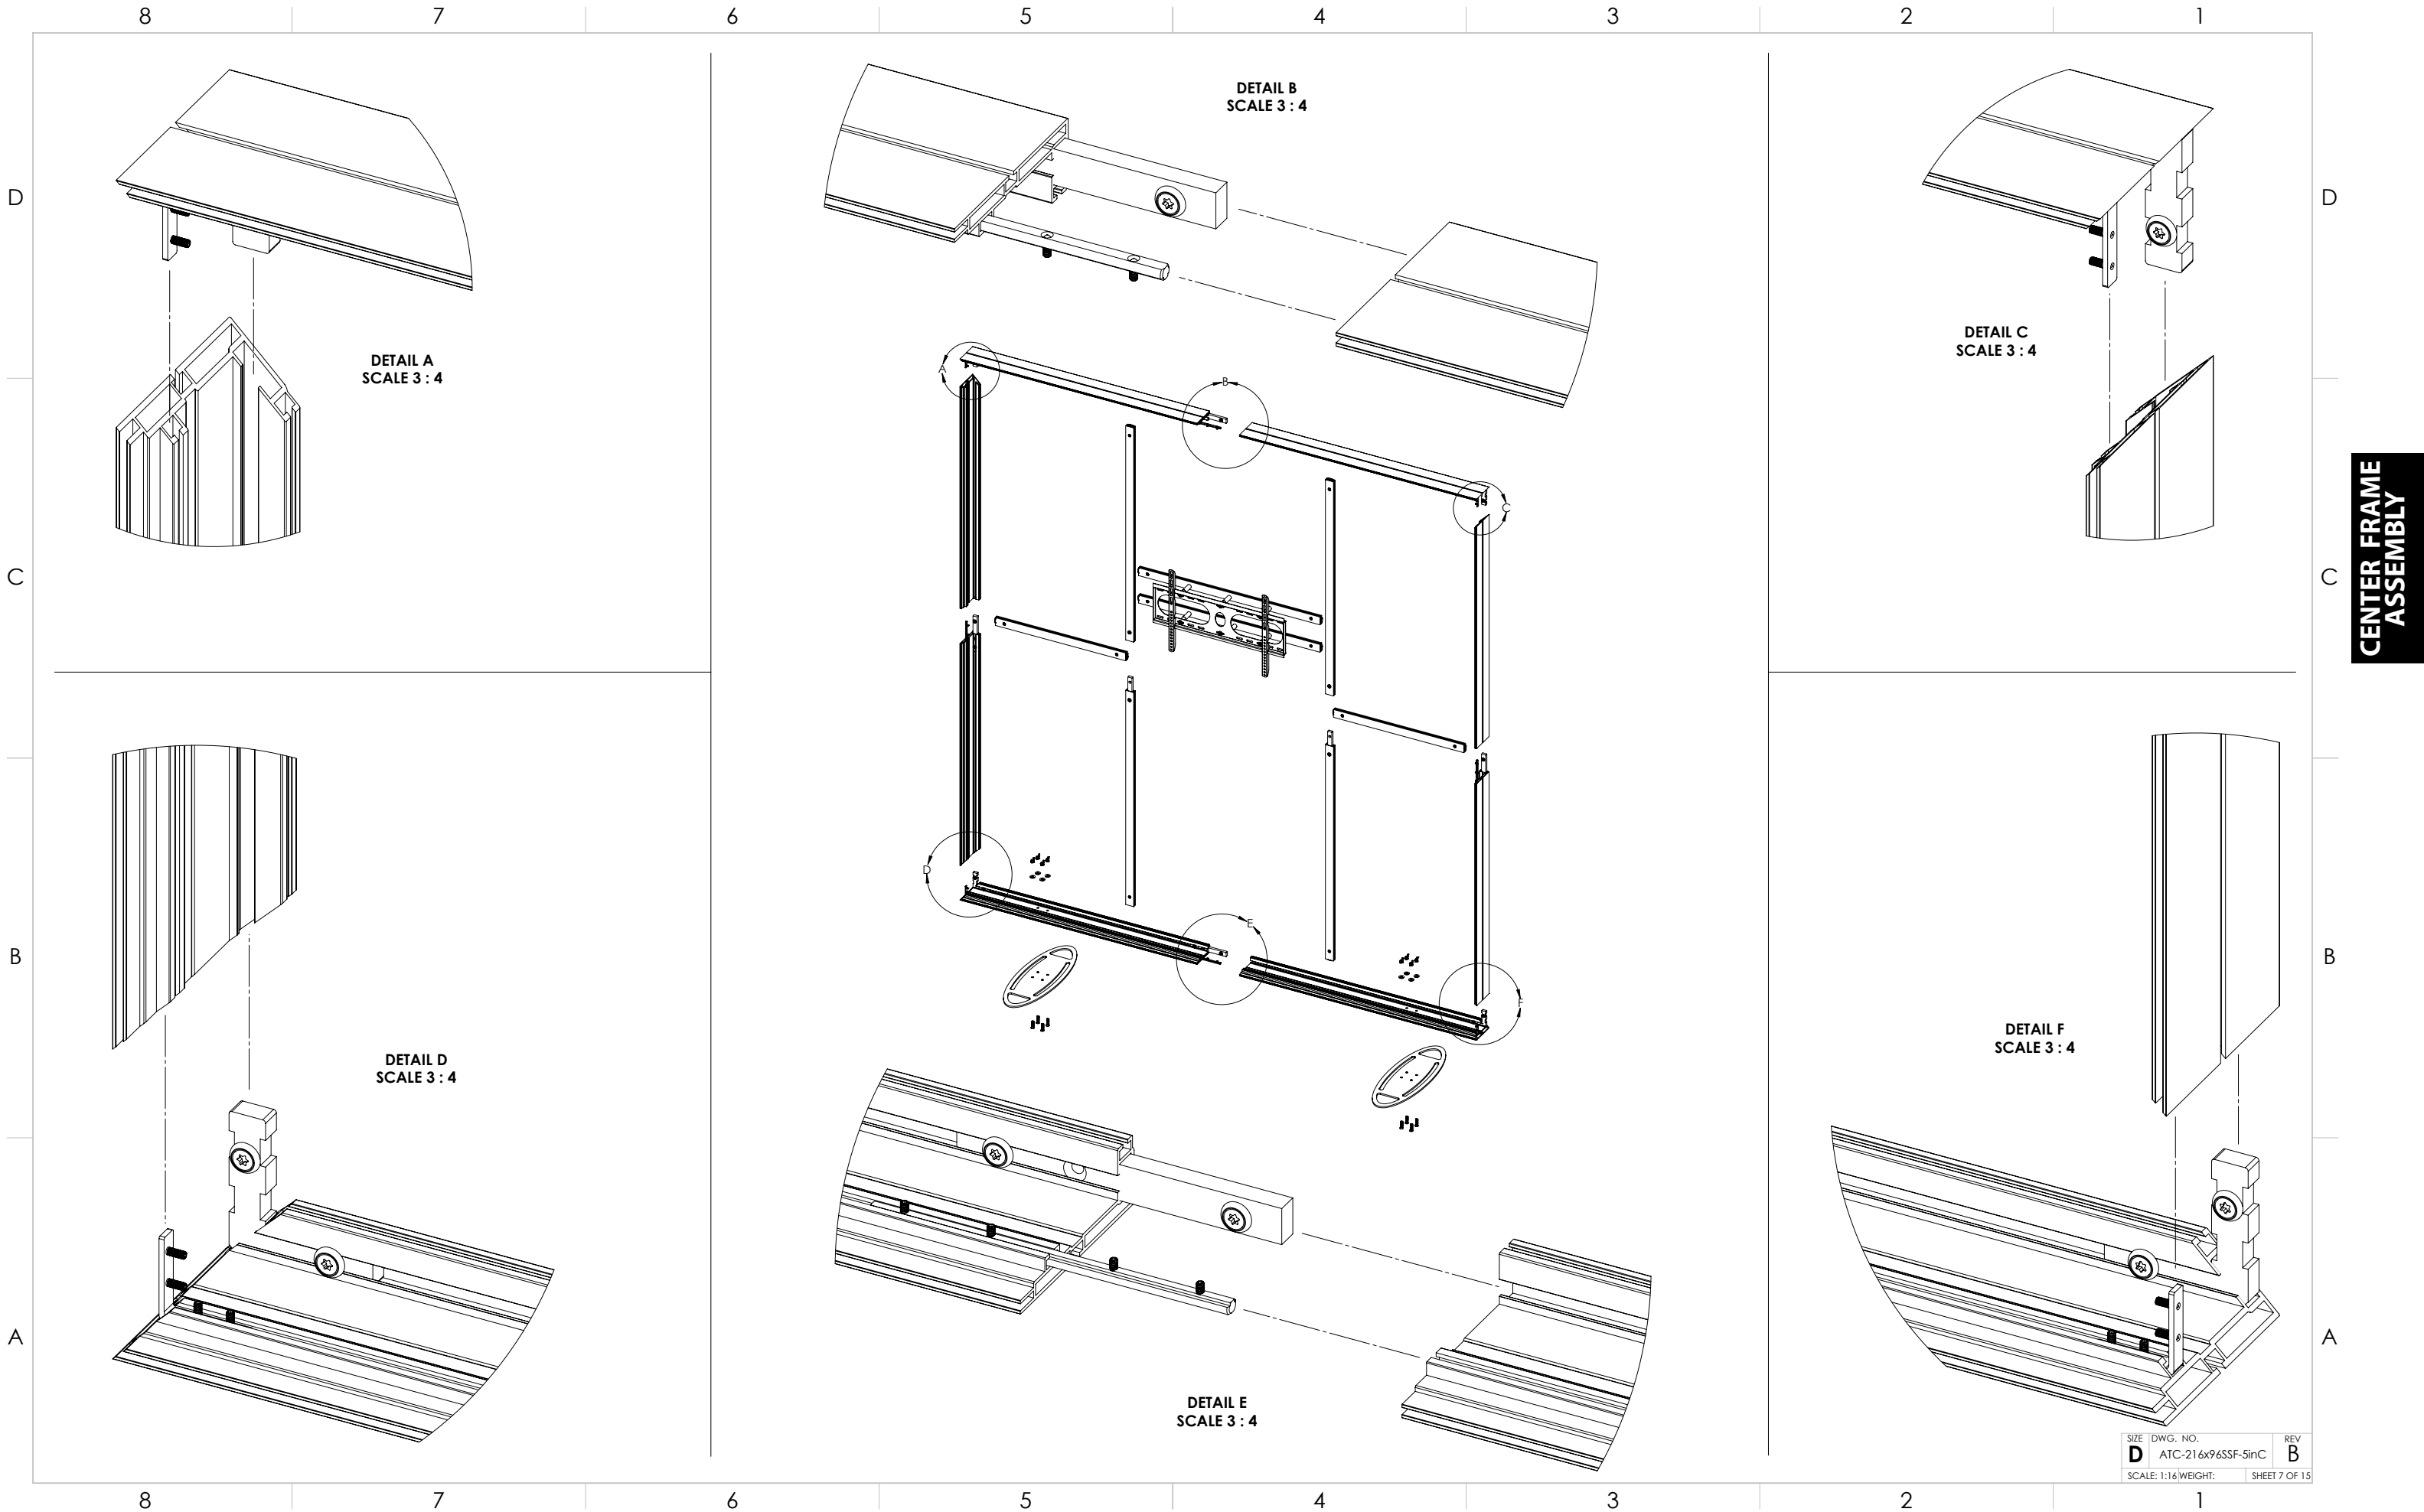 8 7 6 5 4 3 2 1
DETAIL B
SCALE 3 : 4
D D
DETAIL C
SCALE 3 : 4
DETAIL A
SCALE 3 : 4
A
B
C
CENTER FRAME
ASSEMBLY
C C
D
E
F
B B
DETAIL F
SCALE 3 : 4
DETAIL D
SCALE 3 : 4
A A
DETAIL E
SCALE 3 : 4
SIZE DWG. NO. REV
D ATC-216x96SSF-5inC B
SCALE: 1:16 WEIGHT: SHEET 7 OF 15
8 7 6 5 4 3 2 1